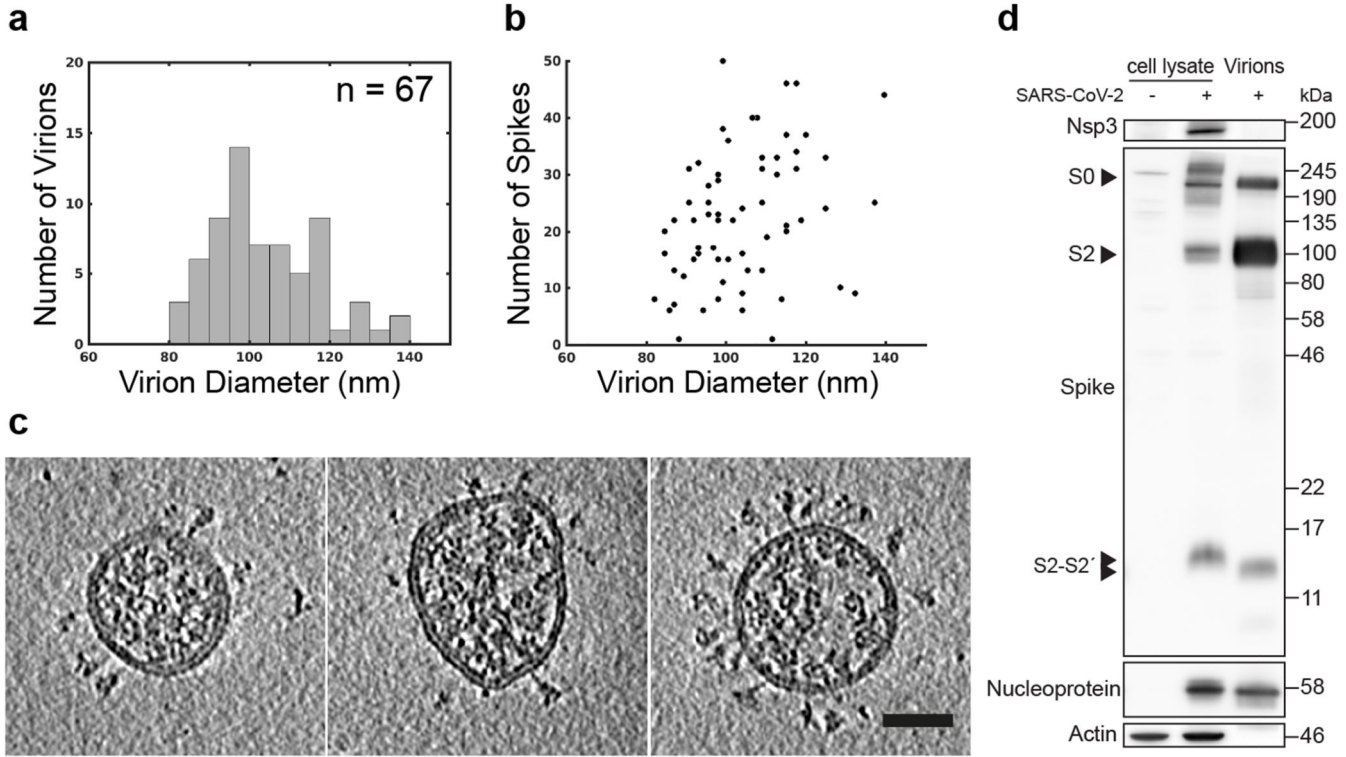 a
20
15
10
5
0
Number of Virions
n = 67
60 80 100 120 140
Virion Diameter (nm)
b
50
40
30
20
10
0
Number of Spikes
60 80 100 120 140
Virion Diameter (nm)
c
d
cell lysate Virions
SARS-CoV-2 - + + kDa
Nsp3
200
S0
245
190
135
S2
100
80
58
46
Spike
22
17
S2-S2´
11
Nucleoprotein
58
Actin
46